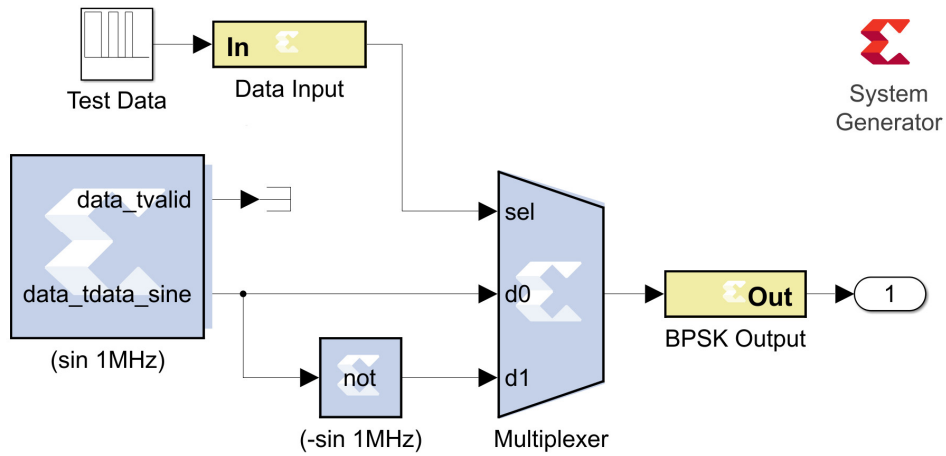 In
Test Data
Data Input
System
Generator
data_tvalid
sel
data_tdata_sine
d0
Out
1
BPSK Output
(sin 1MHz)
not
d1
(-sin 1MHz)
Multiplexer